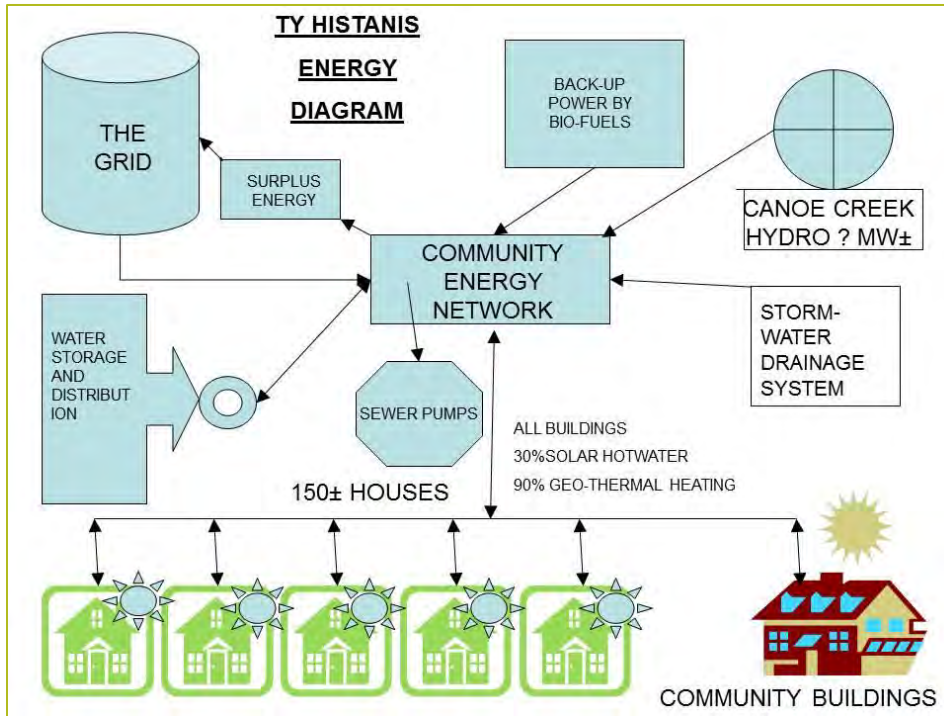 TY HISTANIS
ENERGY
DIAGRAM
THE
GRID
SURPLUS
ENERGY
BACK-UP
POWER BY
BIO-FUELS
CANOE CREEK
HYDRO ? MW±
COMMUNITY
ENERGY
NETWORK
WATER
STORAGE
AND
DISTRIBUT
ION
SEWER PUMPS
STORM-
WATER
DRAINAGE
SYSTEM
ALL BUILDINGS
30%SOLAR HOTWATER
90% GEO-THERMAL HEATING
150± HOUSES
COMMUNITY BUILDINGS